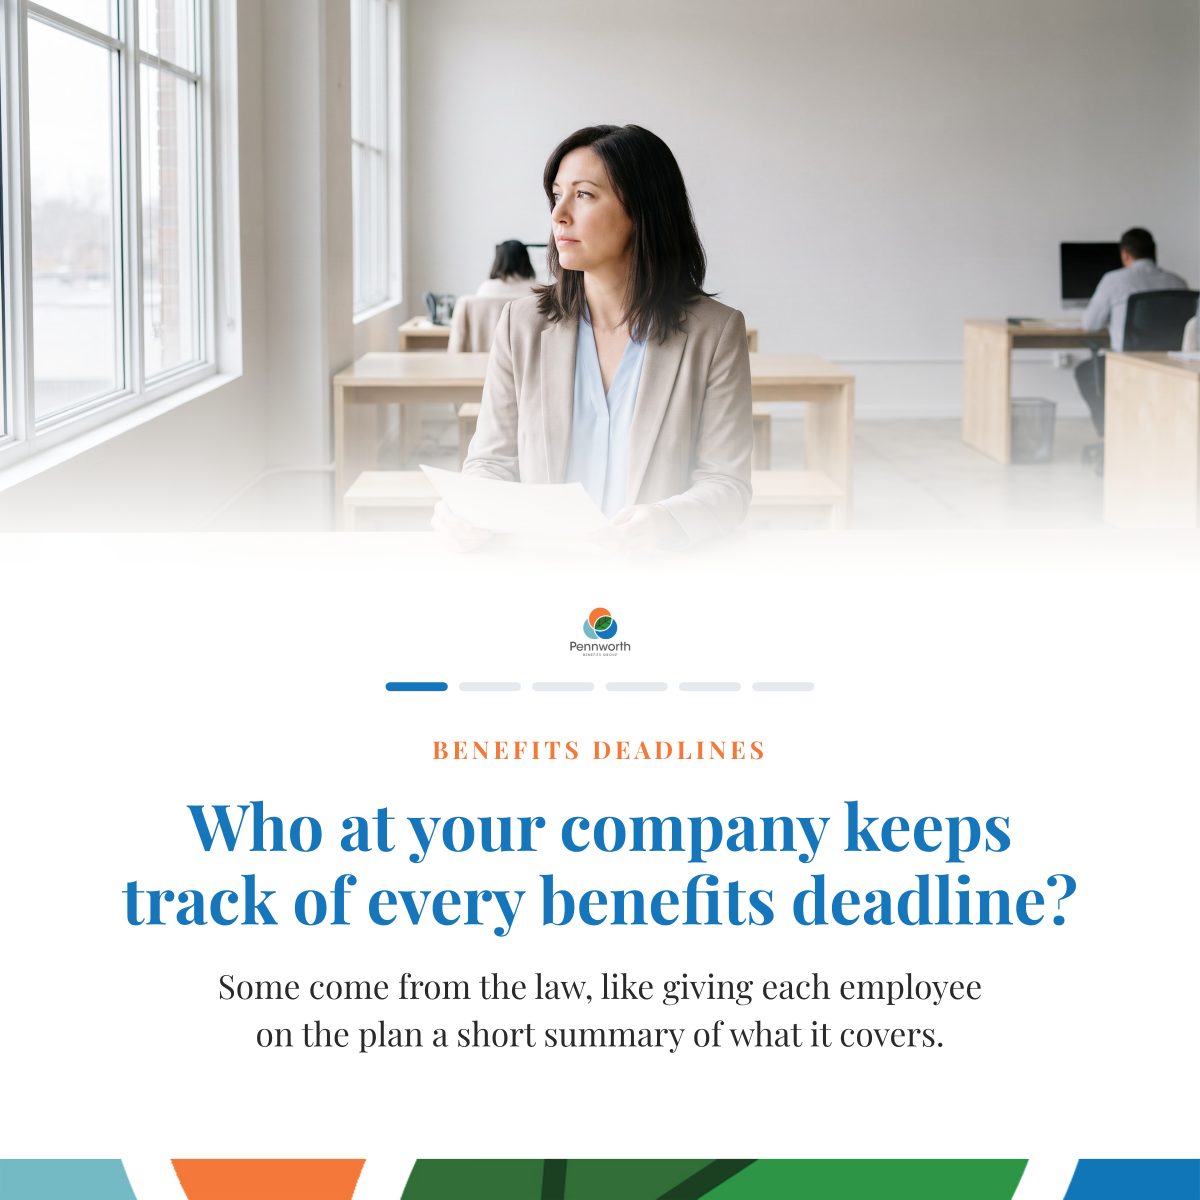 Pennworth
BENEFITS GROUP
BENEFITS DEADLINES
Who at your company keeps
track of every benefits deadline?
Some come from the law, like giving each employee
on the plan a short summary of what it covers.